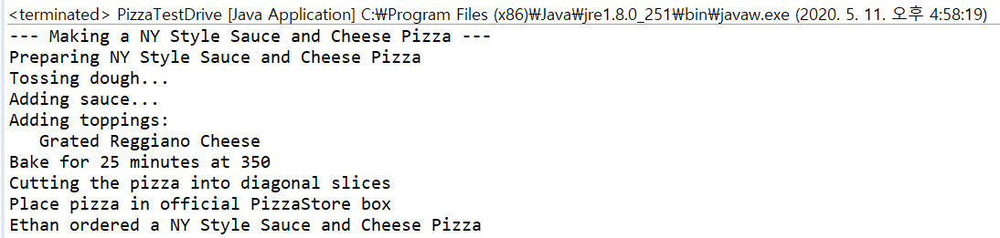 <terminated> PizzaTestDrive [Java Application] C:₩Program Files (x86)₩Java₩jre1.8.0_251₩bin₩javaw.exe (2020. 5. 11. 오후 4:58:19)
--- Making a NY Style Sauce and Cheese Pizza ---
Preparing NY Style Sauce and Cheese Pizza
Tossing dough...
Adding sauce...
Adding toppings:
   Grated Reggiano Cheese
Bake for 25 minutes at 350
Cutting the pizza into diagonal slices
Place pizza in official PizzaStore box
Ethan ordered a NY Style Sauce and Cheese Pizza